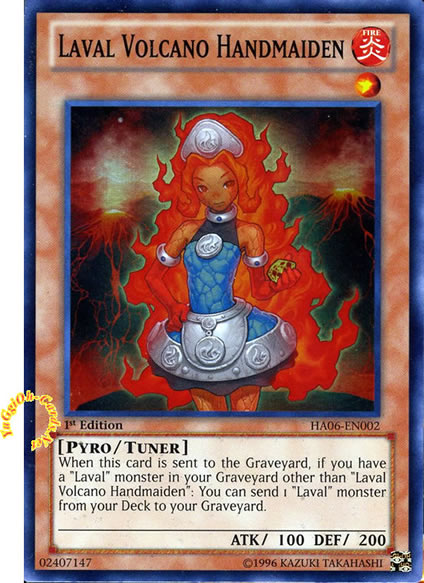 LAVAL VOLCANO HANDMAIDEN
FIRE
炎
1st Edition
HA06-EN002
YuGiOh-Cards.Net
[PYRO/TUNER]
When this card is sent to the Graveyard, if you have
a "Laval" monster in your Graveyard other than "Laval
Volcano Handmaiden": You can send 1 "Laval" monster
from your Deck to your Graveyard.
ATK/ 100 DEF/ 200
02407147
©1996 KAZUKI TAKAHASHI